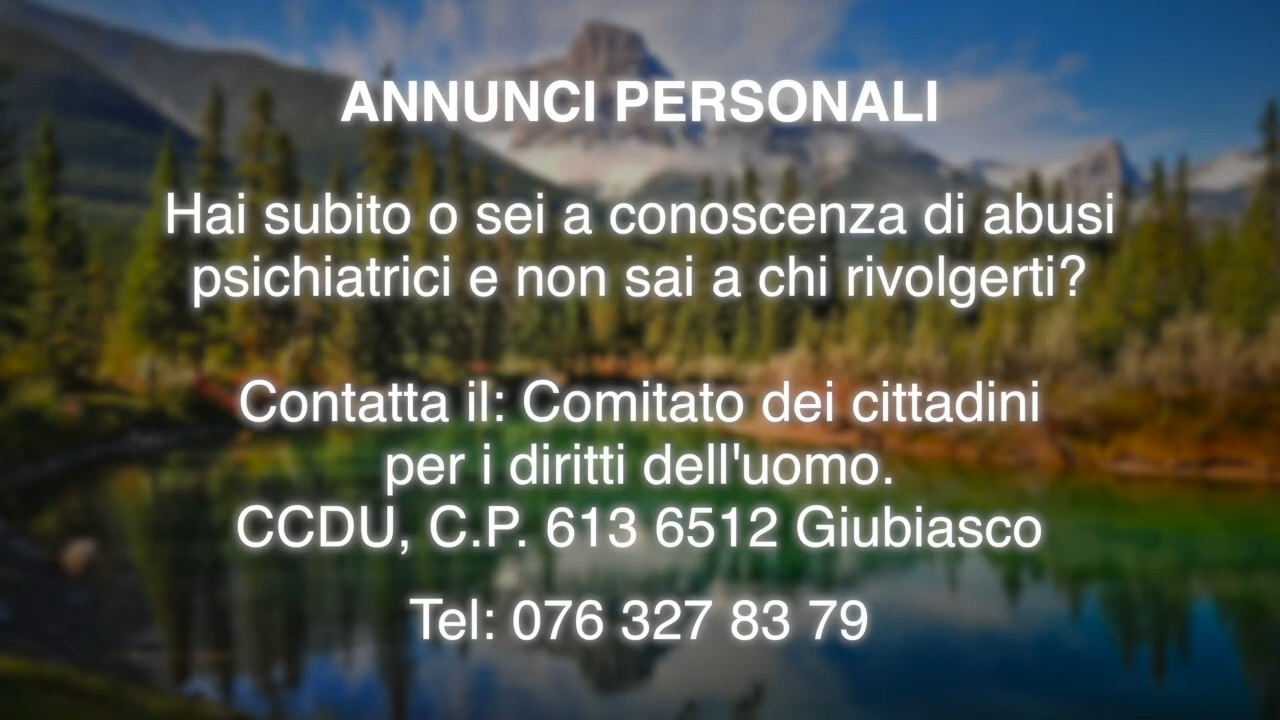 ANNUNCI PERSONALI
Hai subito o sei a conoscenza di abusi
psichiatrici e non sai a chi rivolgerti?
Contatta il: Comitato dei cittadini
per i diritti dell'uomo.
CCDU, C.P. 613 6512 Giubiasco
Tel: 076 327 83 79